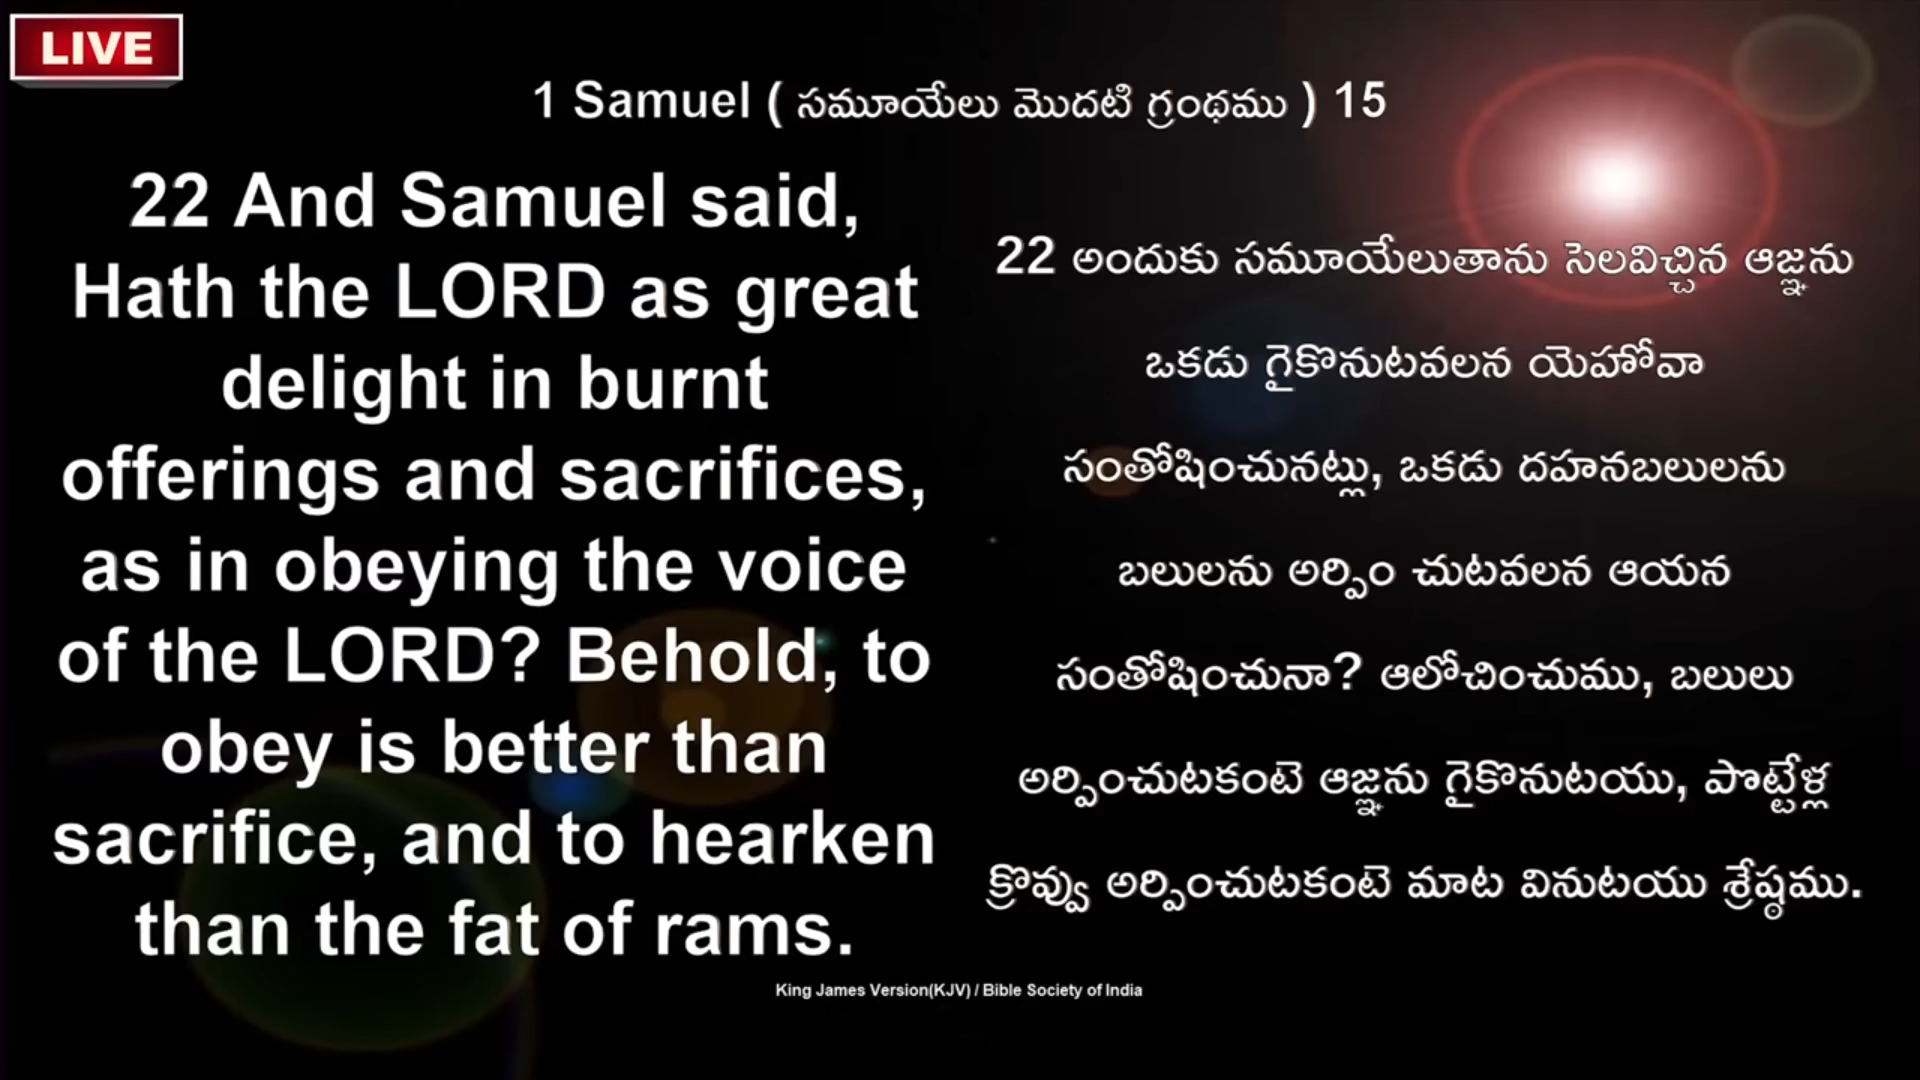 LIVE
1 Samuel ( సమూయేలు మొదటి గ్రంథము ) 15
22 And Samuel said,
Hath the LORD as great
delight in burnt
offerings and sacrifices,
as in obeying the voice
of the LORD? Behold, to
obey is better than
sacrifice, and to hearken
than the fat of rams.
22 అందుకు సమూయేలుతాను సెలవిచ్చిన ఆజ్ఞను
ఒకడు గైకొనుటవలన యెహోవా
సంతోషించునట్లు, ఒకడు దహనబలులను
బలులను అర్పిం చుటవలన ఆయన
సంతోషించునా? ఆలోచించుము, బలులు
అర్పించుటకంటె ఆజ్ఞను గైకొనుటయు, పొట్టేళ్ల
క్రొవ్వు అర్పించుటకంటె మాట వినుటయు శ్రేష్ఠము.
King James Version(KJV) / Bible Society of India